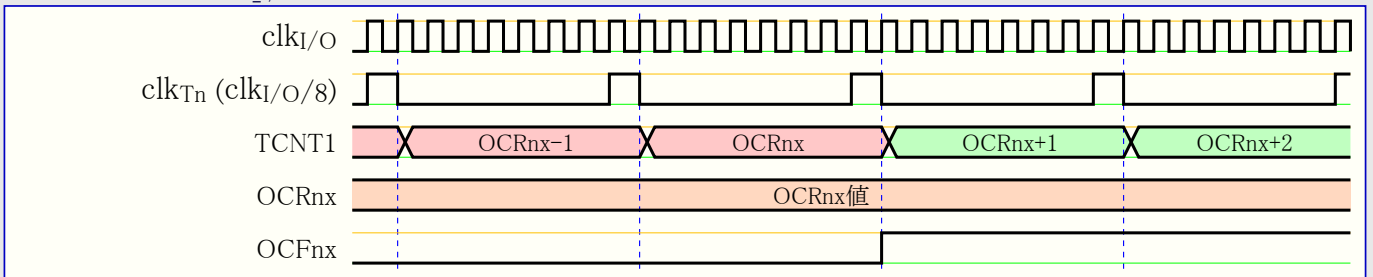 clkI/O
clkTn (clkI/O/8)
TCNT1 OCRnx-1 OCRnx OCRnx+1 OCRnx+2
OCRnx OCRnx値
OCFnx